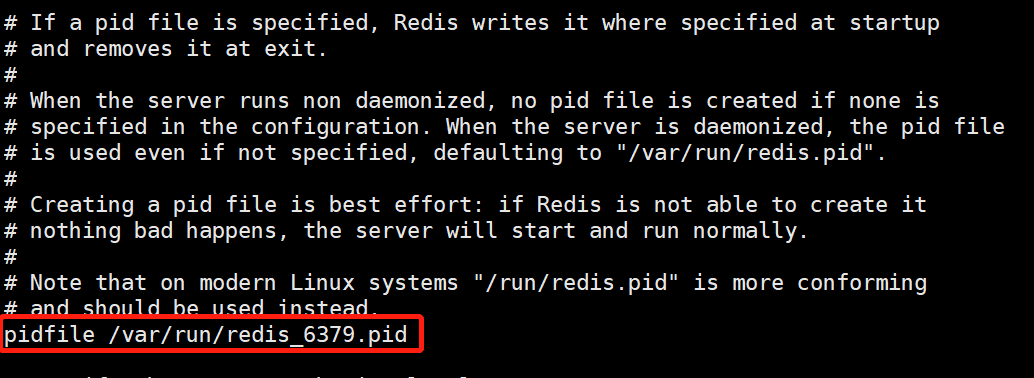 # If a pid file is specified, Redis writes it where specified at startup
# and removes it at exit.
#
# When the server runs non daemonized, no pid file is created if none is
# specified in the configuration. When the server is daemonized, the pid file
# is used even if not specified, defaulting to "/var/run/redis.pid".
#
# Creating a pid file is best effort: if Redis is not able to create it
# nothing bad happens, the server will start and run normally.
#
# Note that on modern Linux systems "/run/redis.pid" is more conforming
# and should be used instead.
pidfile /var/run/redis_6379.pid